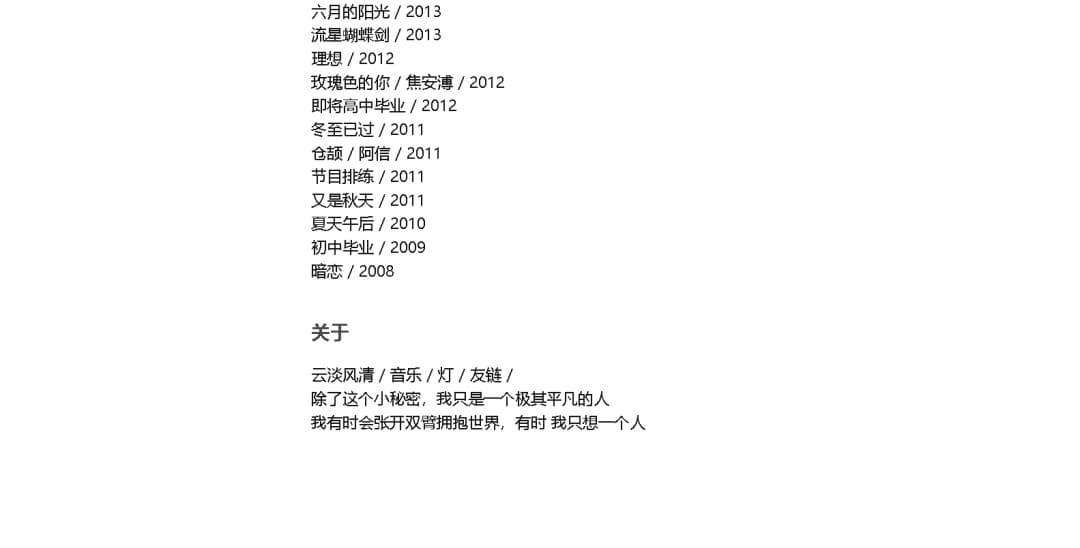 六月的阳光 / 2013
流星蝴蝶剑 / 2013
理想 / 2012
玫瑰色的你 / 焦安溥 / 2012
即将高中毕业 / 2012
冬至已过 / 2011
仓颉 / 阿信 / 2011
节目排练 / 2011
又是秋天 / 2011
夏天午后 / 2010
初中毕业 / 2009
暗恋 / 2008
关于
云淡风清 / 音乐 / 灯 / 友链 /
除了这个小秘密，我只是一个极其平凡的人
我有时会张开双臂拥抱世界，有时 我只想一个人